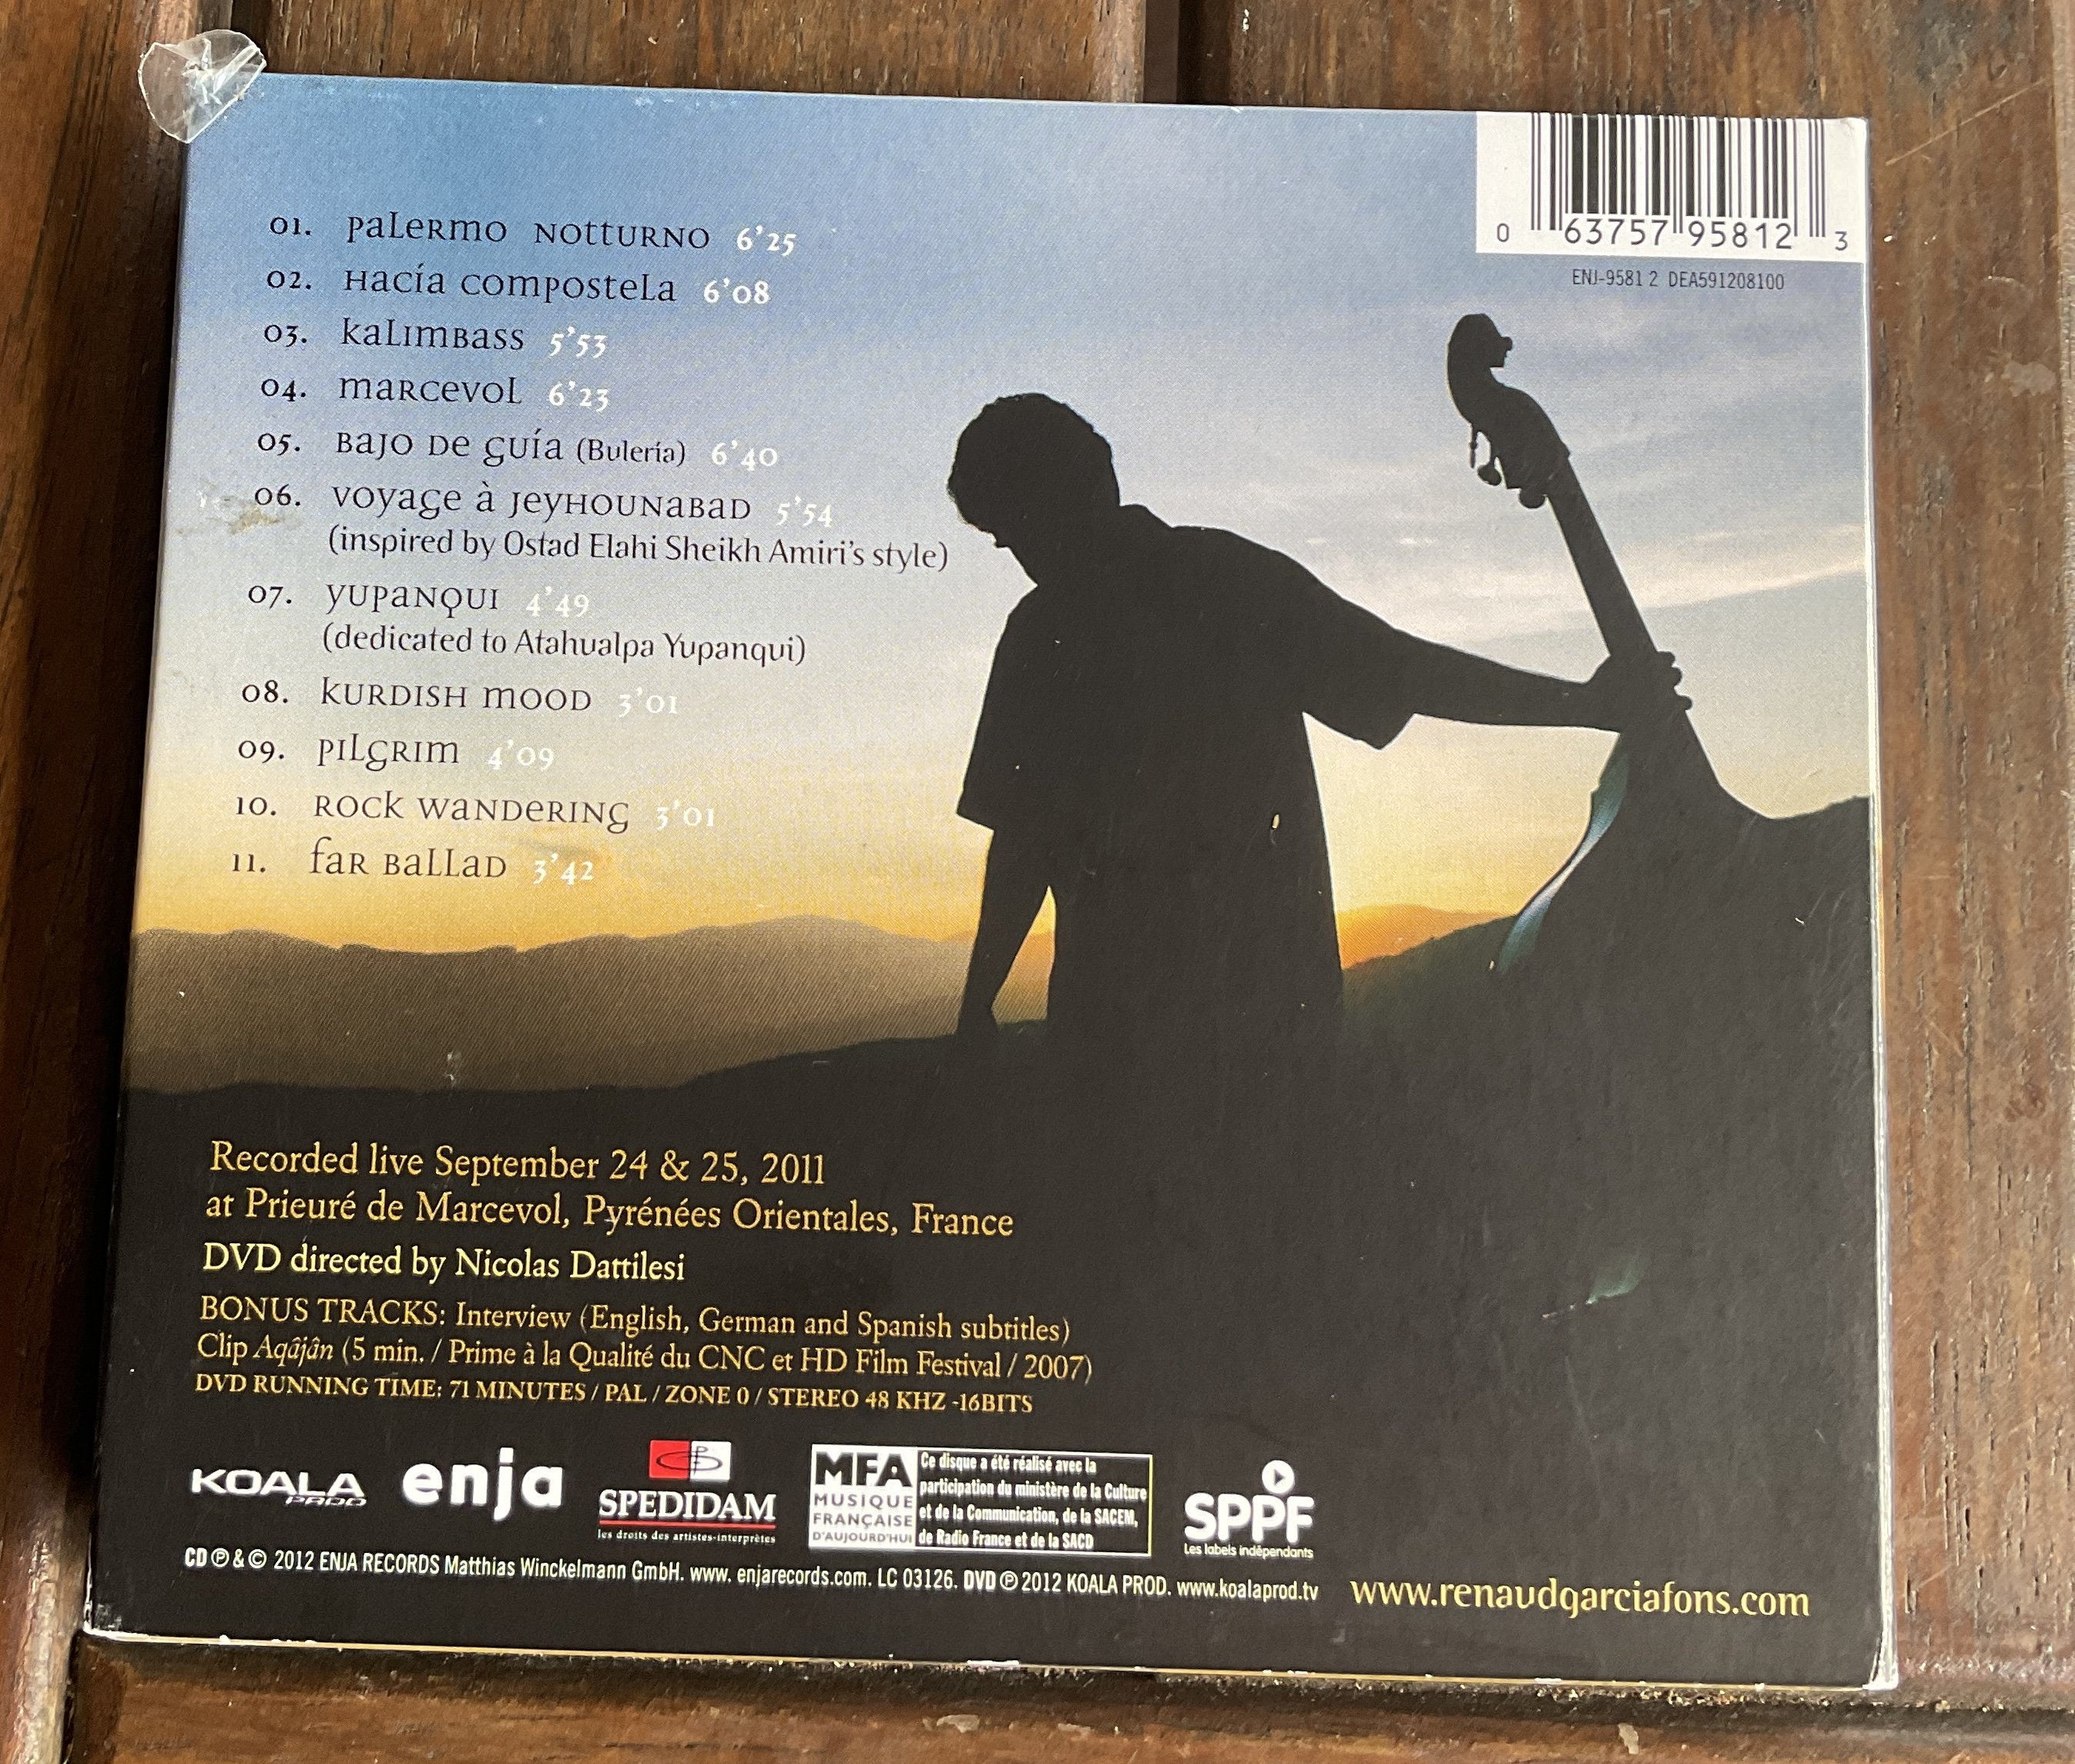 01. Palermo Notturno 6'25
02. Hacía Compostela 6'08
03. Kalimbass 5'53
04. Marcevol 6'23
05. Bajo de Guía (Bulería) 6'40
06. Voyage à Jeyhounabad 5'54
(inspired by Ostad Elahi Sheikh Amiri's style)
07. Yupanqui 4'49
(dedicated to Atahualpa Yupanqui)
08. Kurdish Mood 3'01
09. Pilgrim 4'09
10. Rock Wandering 3'01
11. Far Ballad 3'42
0 63757 95812 3
ENJ-9581 2 DEA591208100
Recorded live September 24 & 25, 2011
at Prieuré de Marcevol, Pyrénées Orientales, France
DVD directed by Nicolas Dattilesi
BONUS TRACKS: Interview (English, German and Spanish subtitles)
Clip Aqâjân (5 min. / Prime à la Qualité du CNC et HD Film Festival / 2007)
DVD RUNNING TIME: 71 MINUTES / PAL / ZONE 0 / STEREO 48 KHZ -16BITS
KOALA
PROD
enja
SPEDIDAM
les droits des artistes-interprètes
MFA
MUSIQUE
FRANÇAISE
D'AUJOURD'HUI
Ce disque a été réalisé avec la
participation du ministère de la Culture
et de la Communication, de la SACEM,
de Radio France et de la SACD
SPPF
Les labels indépendants
CD ℗ & © 2012 ENJA RECORDS Matthias Winckelmann GmbH. www. enjarecords.com. LC 03126. DVD ℗ 2012 KOALA PROD. www.koalaprod.tv
www.renaudgarciafons.com